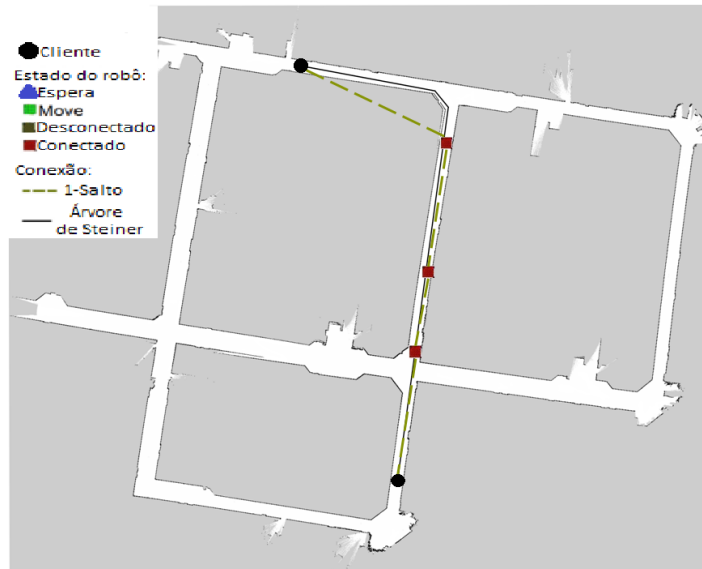 Cliente
Estado do robô:
Espera
Move
Desconectado
Conectado
Conexão:
1-Salto
Árvore
de Steiner